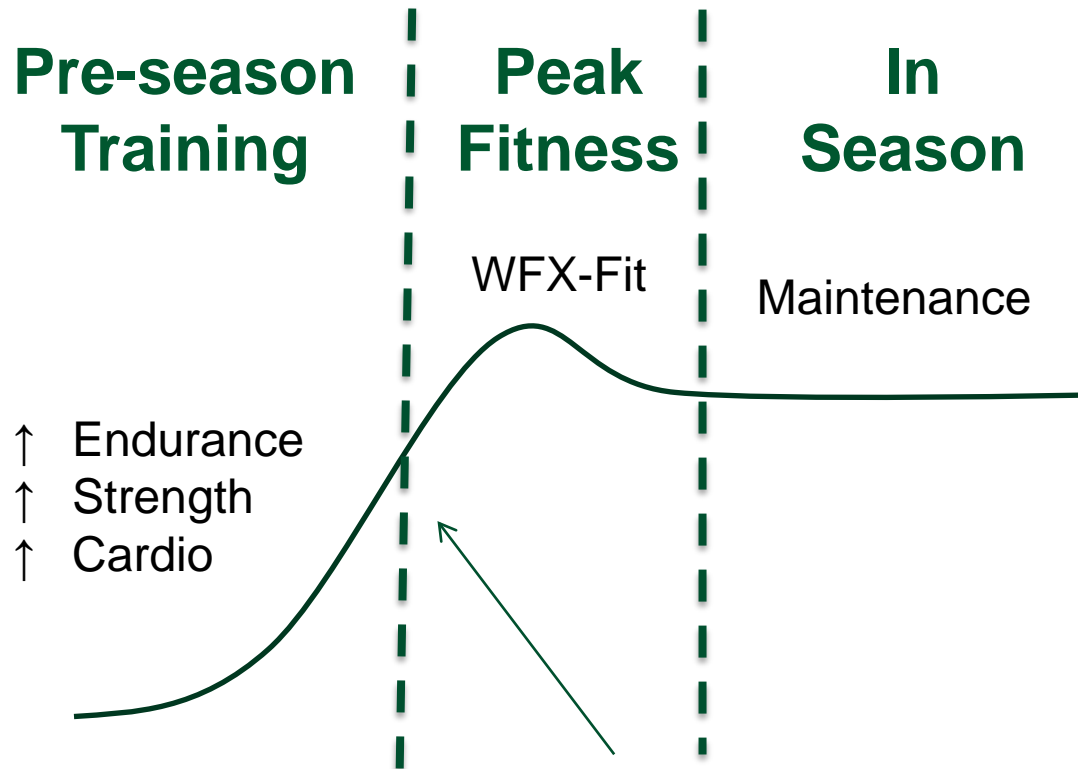 Pre-season
Training
Peak
Fitness
In
Season
WFX-Fit
Maintenance
↑ Endurance
↑ Strength
↑ Cardio